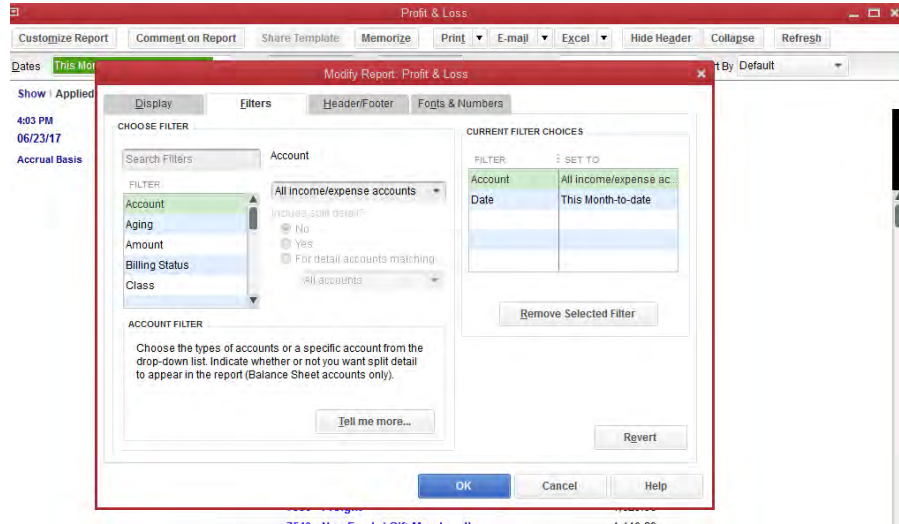 Profit & Loss
Customize Report Comment on Report Share Template Memorize Print E-mail Excel Hide Header Collapse Refresh
Dates This Mon Sort By Default
Modify Report: Profit & Loss
Show Applied
4:03 PM
06/23/17
Accrual Basis
Display Filters Header/Footer Fonts & Numbers
CHOOSE FILTER
Search Filters
Account
FILTER
Account
Aging
Amount
Billing Status
Class
All income/expense accounts
Include split detail?
No
Yes
For detail accounts matching
All accounts
CURRENT FILTER CHOICES
FILTER SET TO
Account All income/expense ac
Date This Month-to-date
Remove Selected Filter
ACCOUNT FILTER
Choose the types of accounts or a specific account from the
drop-down list. Indicate whether or not you want split detail
to appear in the report (Balance Sheet accounts only).
Tell me more...
Revert
OK Cancel Help